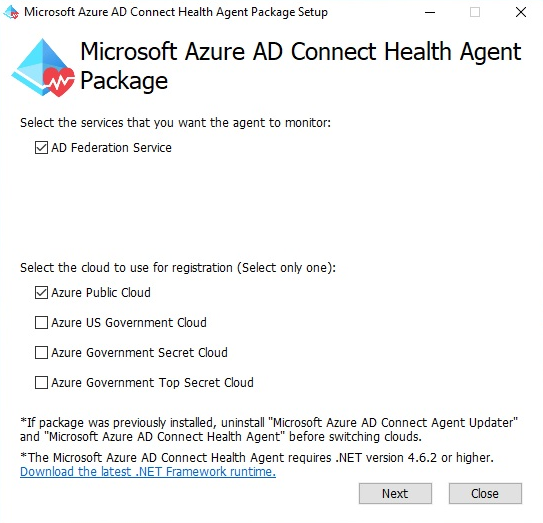 Microsoft Azure AD Connect Health Agent Package Setup
Microsoft Azure AD Connect Health Agent
Package
Select the services that you want the agent to monitor:
AD Federation Service
Select the cloud to use for registration (Select only one):
Azure Public Cloud
Azure US Government Cloud
Azure Government Secret Cloud
Azure Government Top Secret Cloud
*If package was previously installed, uninstall "Microsoft Azure AD Connect Agent Updater"
and "Microsoft Azure AD Connect Health Agent" before switching clouds.
*The Microsoft Azure AD Connect Health Agent requires .NET version 4.6.2 or higher.
Download the latest .NET Framework runtime.
Next Close